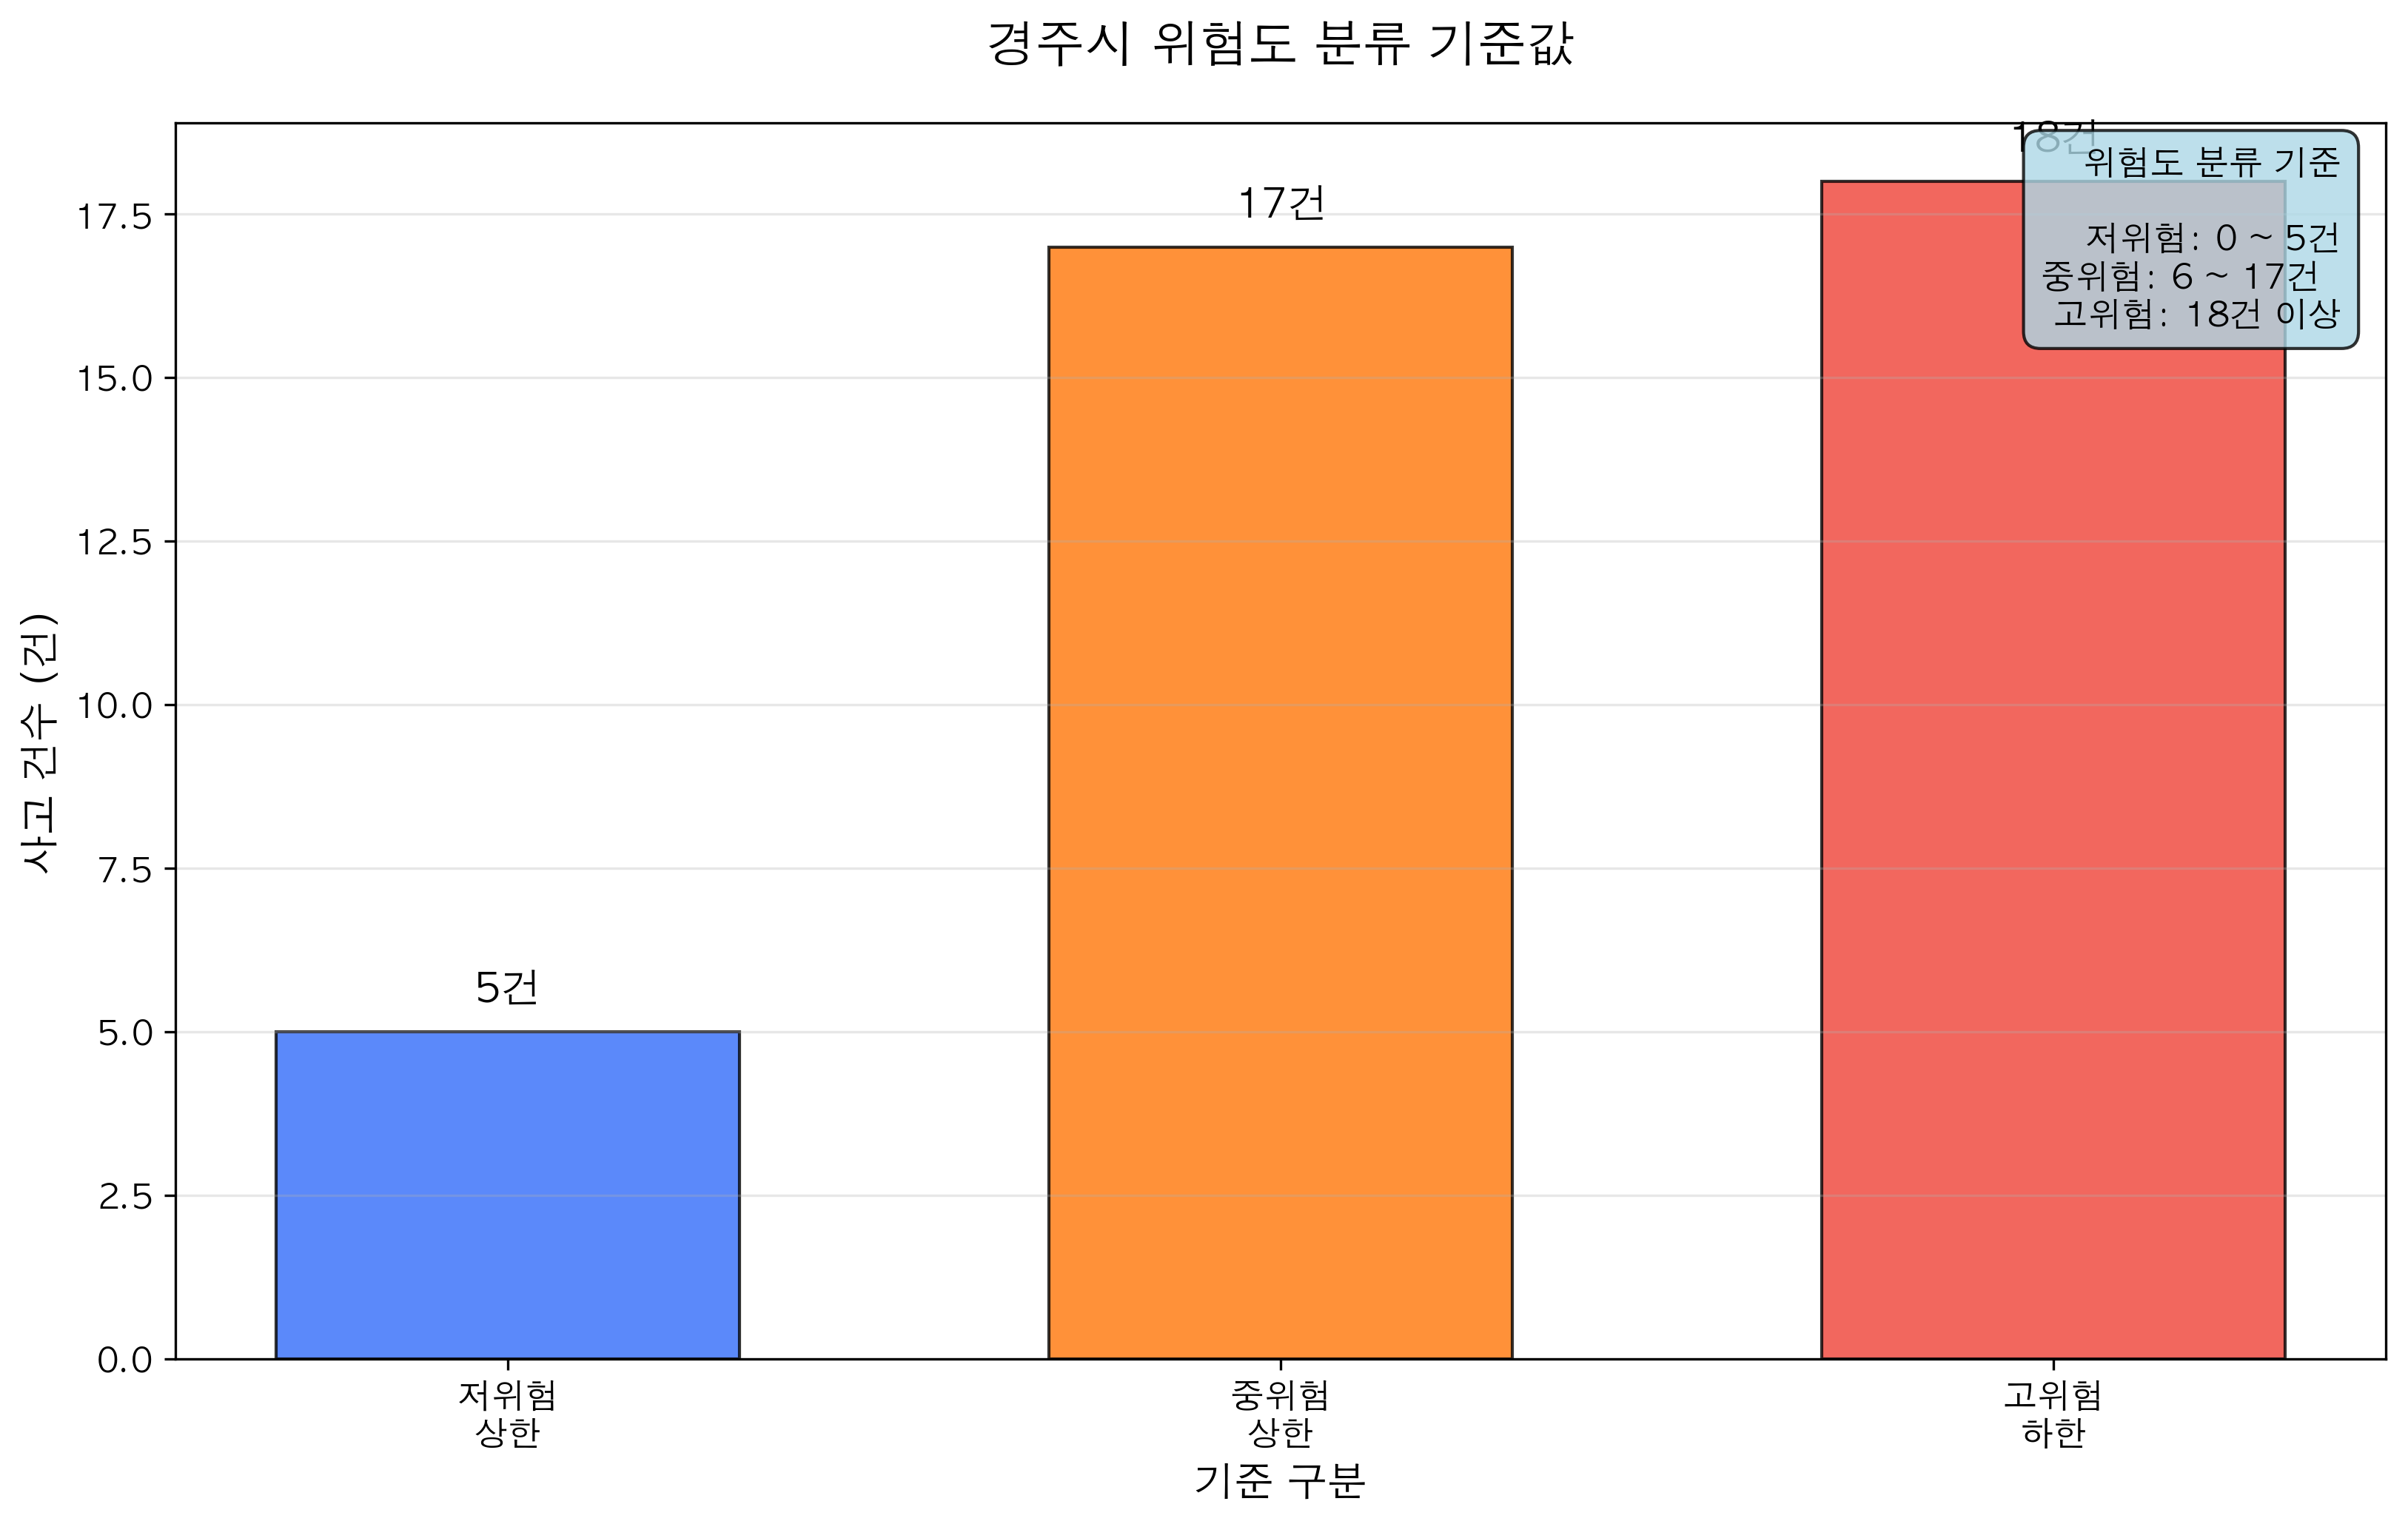 경주시 위험도 분류 기준값
18건
위험도 분류 기준
저위험: 0 ~ 5건
중위험: 6 ~ 17건
고위험: 18건 이상
17건
5건
17.5
15.0
12.5
10.0
7.5
5.0
2.5
0.0
사고 건수 (건)
저위험
상한
중위험
상한
고위험
하한
기준 구분